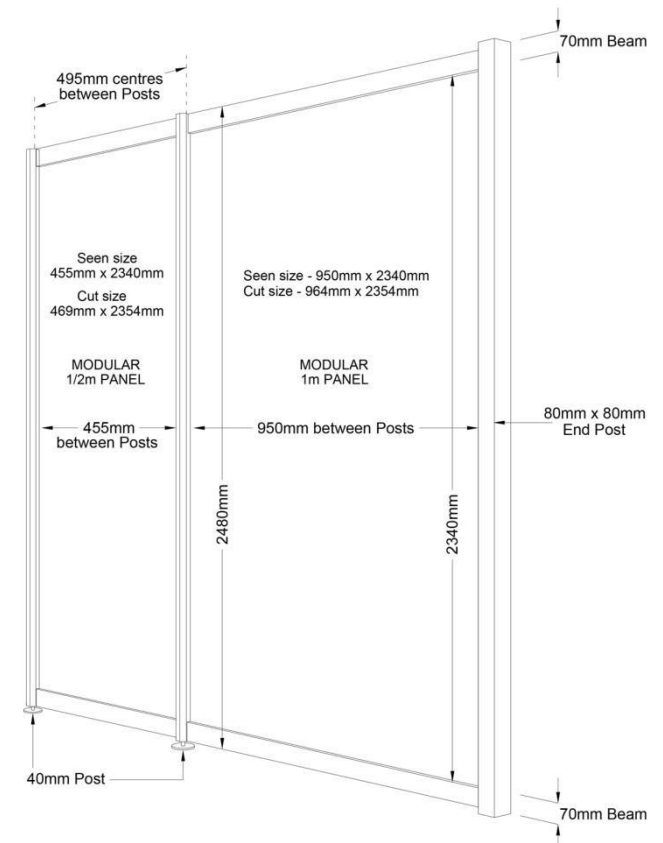 70mm Beam
495mm centres
between Posts
Seen size
455mm x 2340mm
Cut size
469mm x 2354mm
Seen size - 950mm x 2340mm
Cut size - 964mm x 2354mm
MODULAR
1/2m PANEL
MODULAR
1m PANEL
455mm
between Posts
950mm between Posts
80mm x 80mm
End Post
2480mm
2340mm
40mm Post
70mm Beam